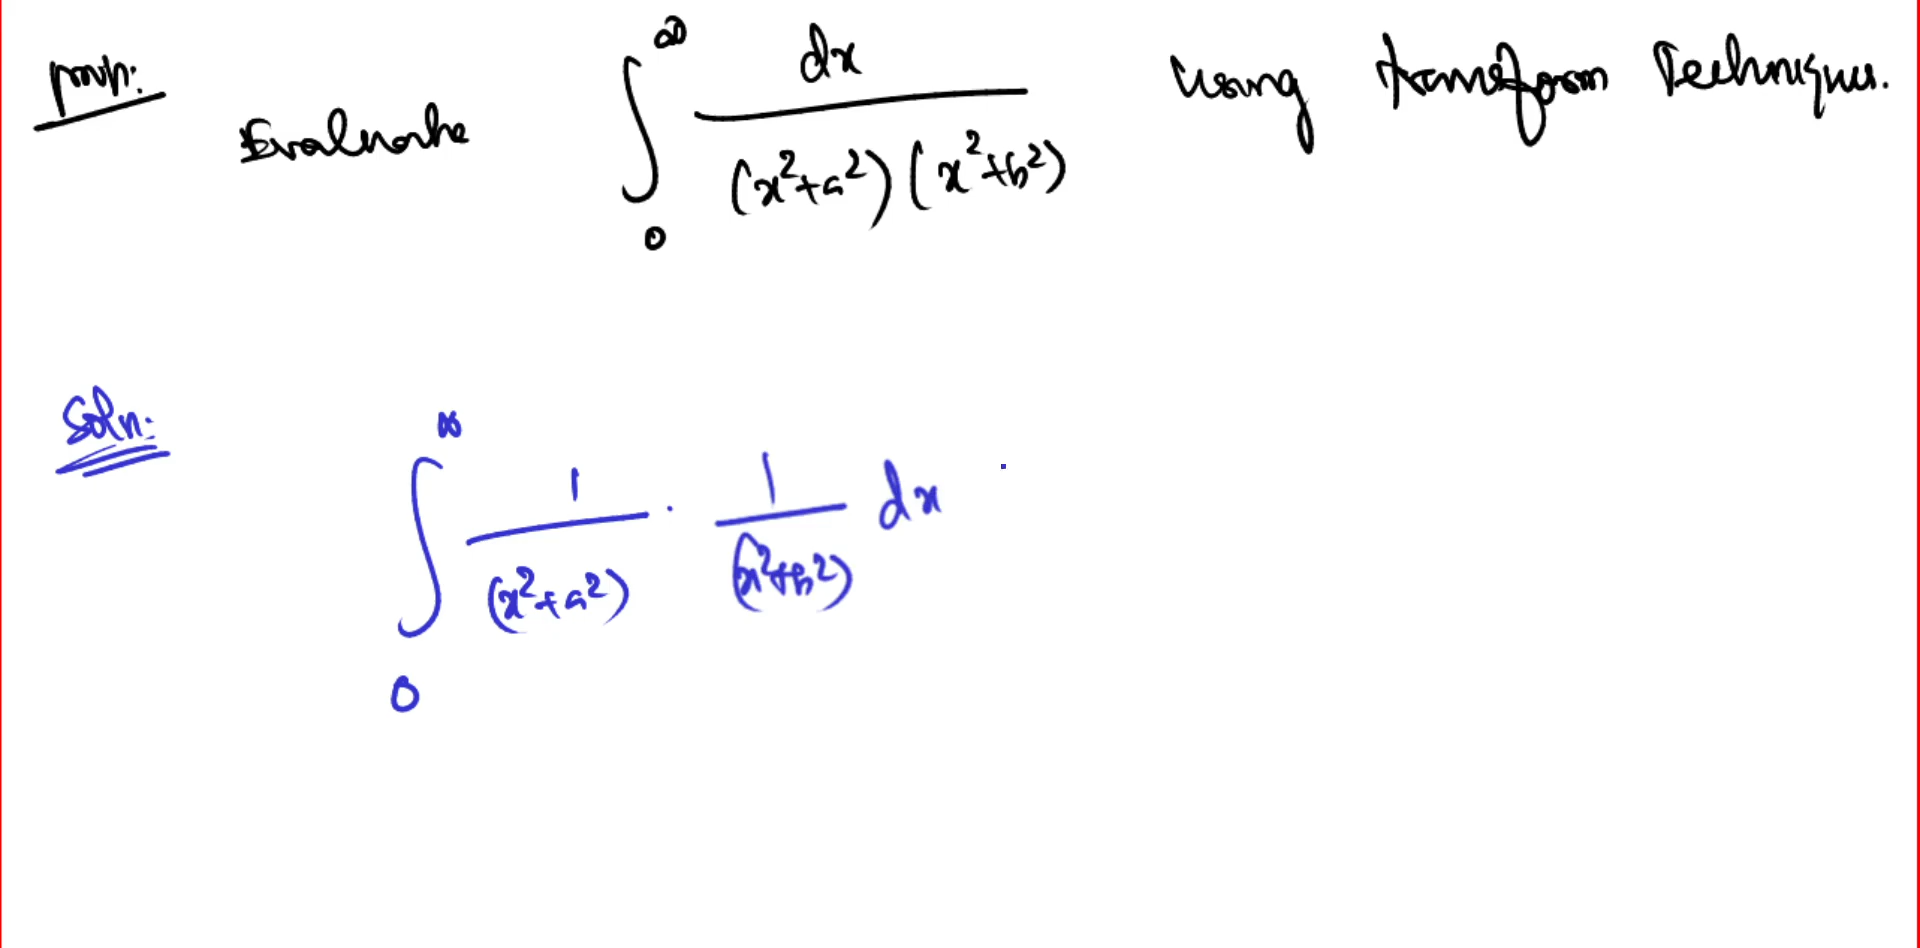 prob: Evaluate ∫₀^∞ dx / (x²+a²)(x²+b²) using transform Techniques.
Soln: ∫₀^∞ 1/(x²+a²) · 1/(x²+b²) dx